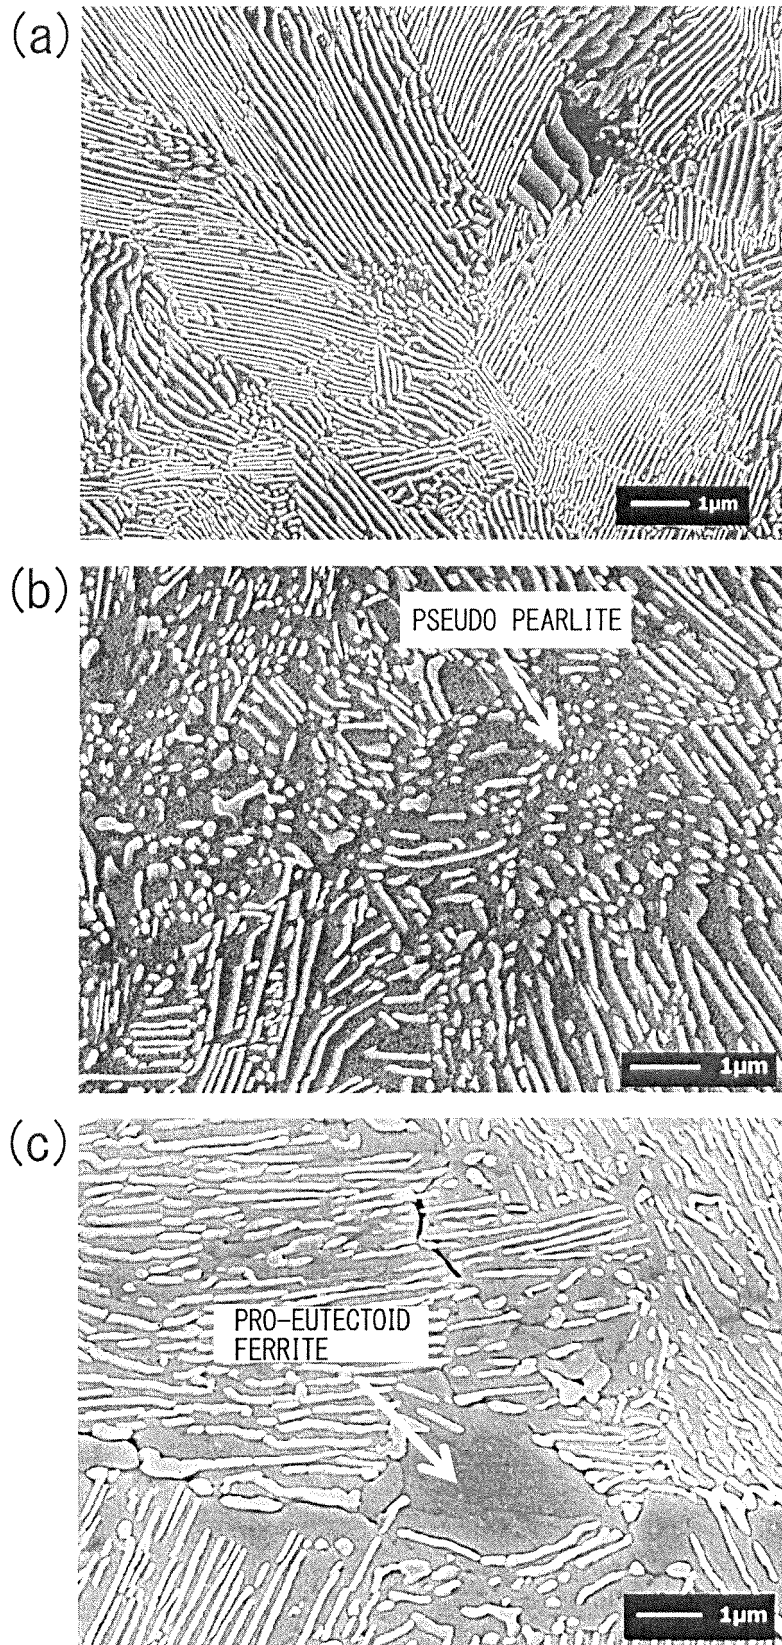 (a)
1µm
(b)
PSEUDO PEARLITE
1µm
(c)
PRO-EUTECTOID
FERRITE
1µm